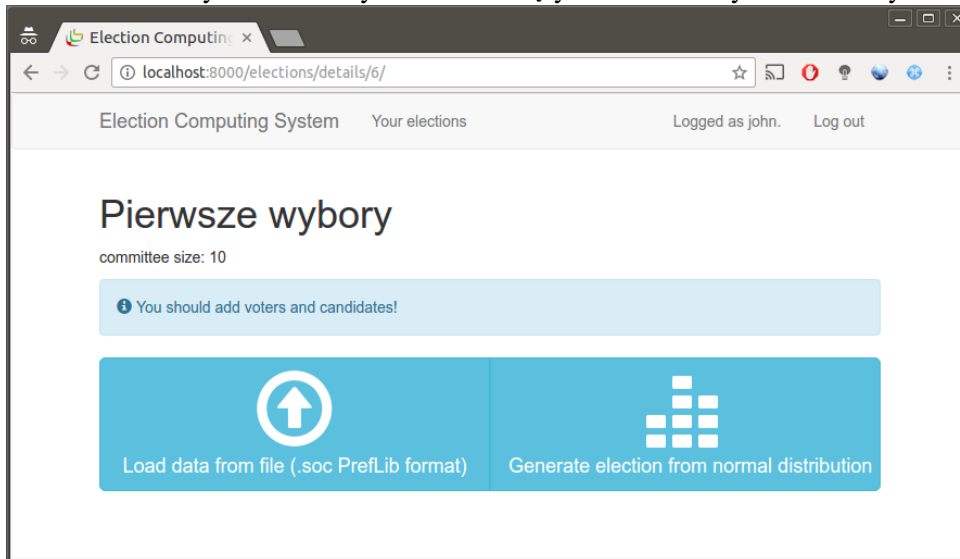 Election Computing
localhost:8000/elections/details/6/
Election Computing System Your elections Logged as john. Log out
Pierwsze wybory
committee size: 10
You should add voters and candidates!
Load data from file (.soc PrefLib format) Generate election from normal distribution